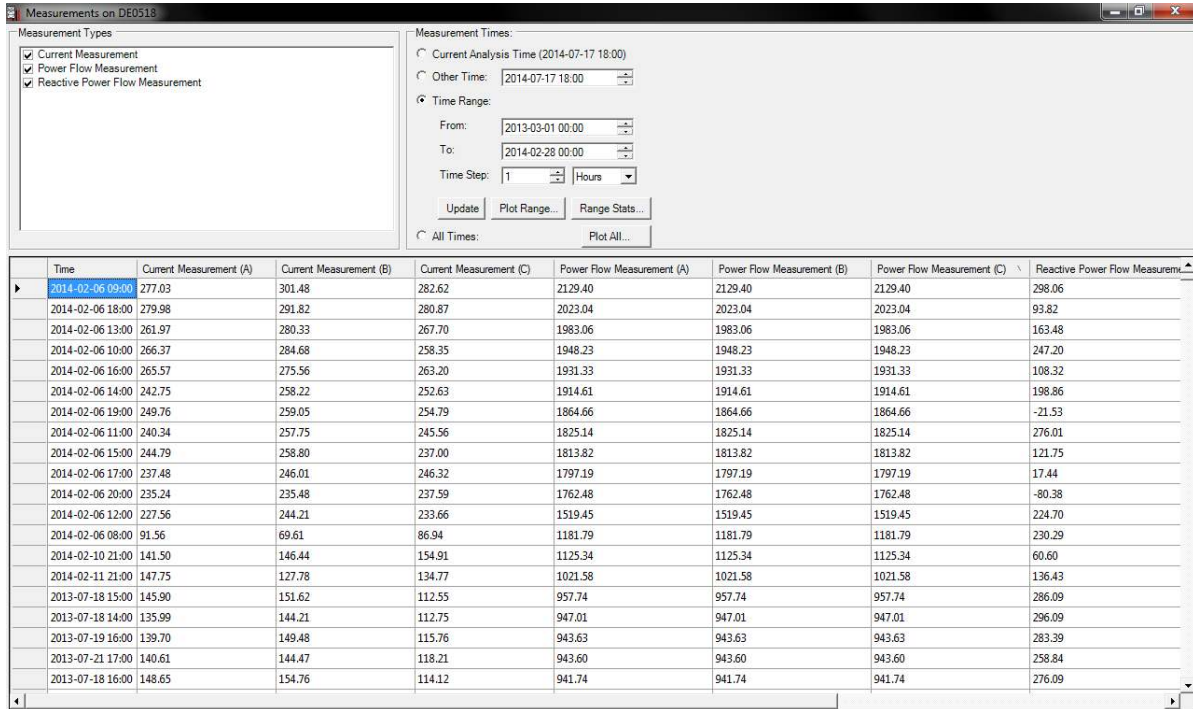 Measurements on DE0518
Measurement Types
Current Measurement
Power Flow Measurement
Reactive Power Flow Measurement
Measurement Times:
Current Analysis Time (2014-07-17 18:00)
Other Time: 2014-07-17 18:00
Time Range:
From: 2013-03-01 00:00
To: 2014-02-28 00:00
Time Step: 1 Hours
Update Plot Range... Range Stats...
All Times: Plot All...
Time Current Measurement (A) Current Measurement (B) Current Measurement (C) Power Flow Measurement (A) Power Flow Measurement (B) Power Flow Measurement (C) Reactive Power Flow Measureme
2014-02-06 09:00 277.03 301.48 282.62 2129.40 2129.40 2129.40 298.06
2014-02-06 18:00 279.98 291.82 280.87 2023.04 2023.04 2023.04 93.82
2014-02-06 13:00 261.97 280.33 267.70 1983.06 1983.06 1983.06 163.48
2014-02-06 10:00 266.37 284.68 258.35 1948.23 1948.23 1948.23 247.20
2014-02-06 16:00 265.57 275.56 263.20 1931.33 1931.33 1931.33 108.32
2014-02-06 14:00 242.75 258.22 252.63 1914.61 1914.61 1914.61 198.86
2014-02-06 19:00 249.76 259.05 254.79 1864.66 1864.66 1864.66 -21.53
2014-02-06 11:00 240.34 257.75 245.56 1825.14 1825.14 1825.14 276.01
2014-02-06 15:00 244.79 258.80 237.00 1813.82 1813.82 1813.82 121.75
2014-02-06 17:00 237.48 246.01 246.32 1797.19 1797.19 1797.19 17.44
2014-02-06 20:00 235.24 235.48 237.59 1762.48 1762.48 1762.48 -80.38
2014-02-06 12:00 227.56 244.21 233.66 1519.45 1519.45 1519.45 224.70
2014-02-06 08:00 91.56 69.61 86.94 1181.79 1181.79 1181.79 230.29
2014-02-10 21:00 141.50 146.44 154.91 1125.34 1125.34 1125.34 60.60
2014-02-11 21:00 147.75 127.78 134.77 1021.58 1021.58 1021.58 136.43
2013-07-18 15:00 145.90 151.62 112.55 957.74 957.74 957.74 286.09
2013-07-18 14:00 135.99 144.21 112.75 947.01 947.01 947.01 296.09
2013-07-19 16:00 139.70 149.48 115.76 943.63 943.63 943.63 283.39
2013-07-21 17:00 140.61 144.47 118.21 943.60 943.60 943.60 258.84
2013-07-18 16:00 148.65 154.76 114.12 941.74 941.74 941.74 276.09